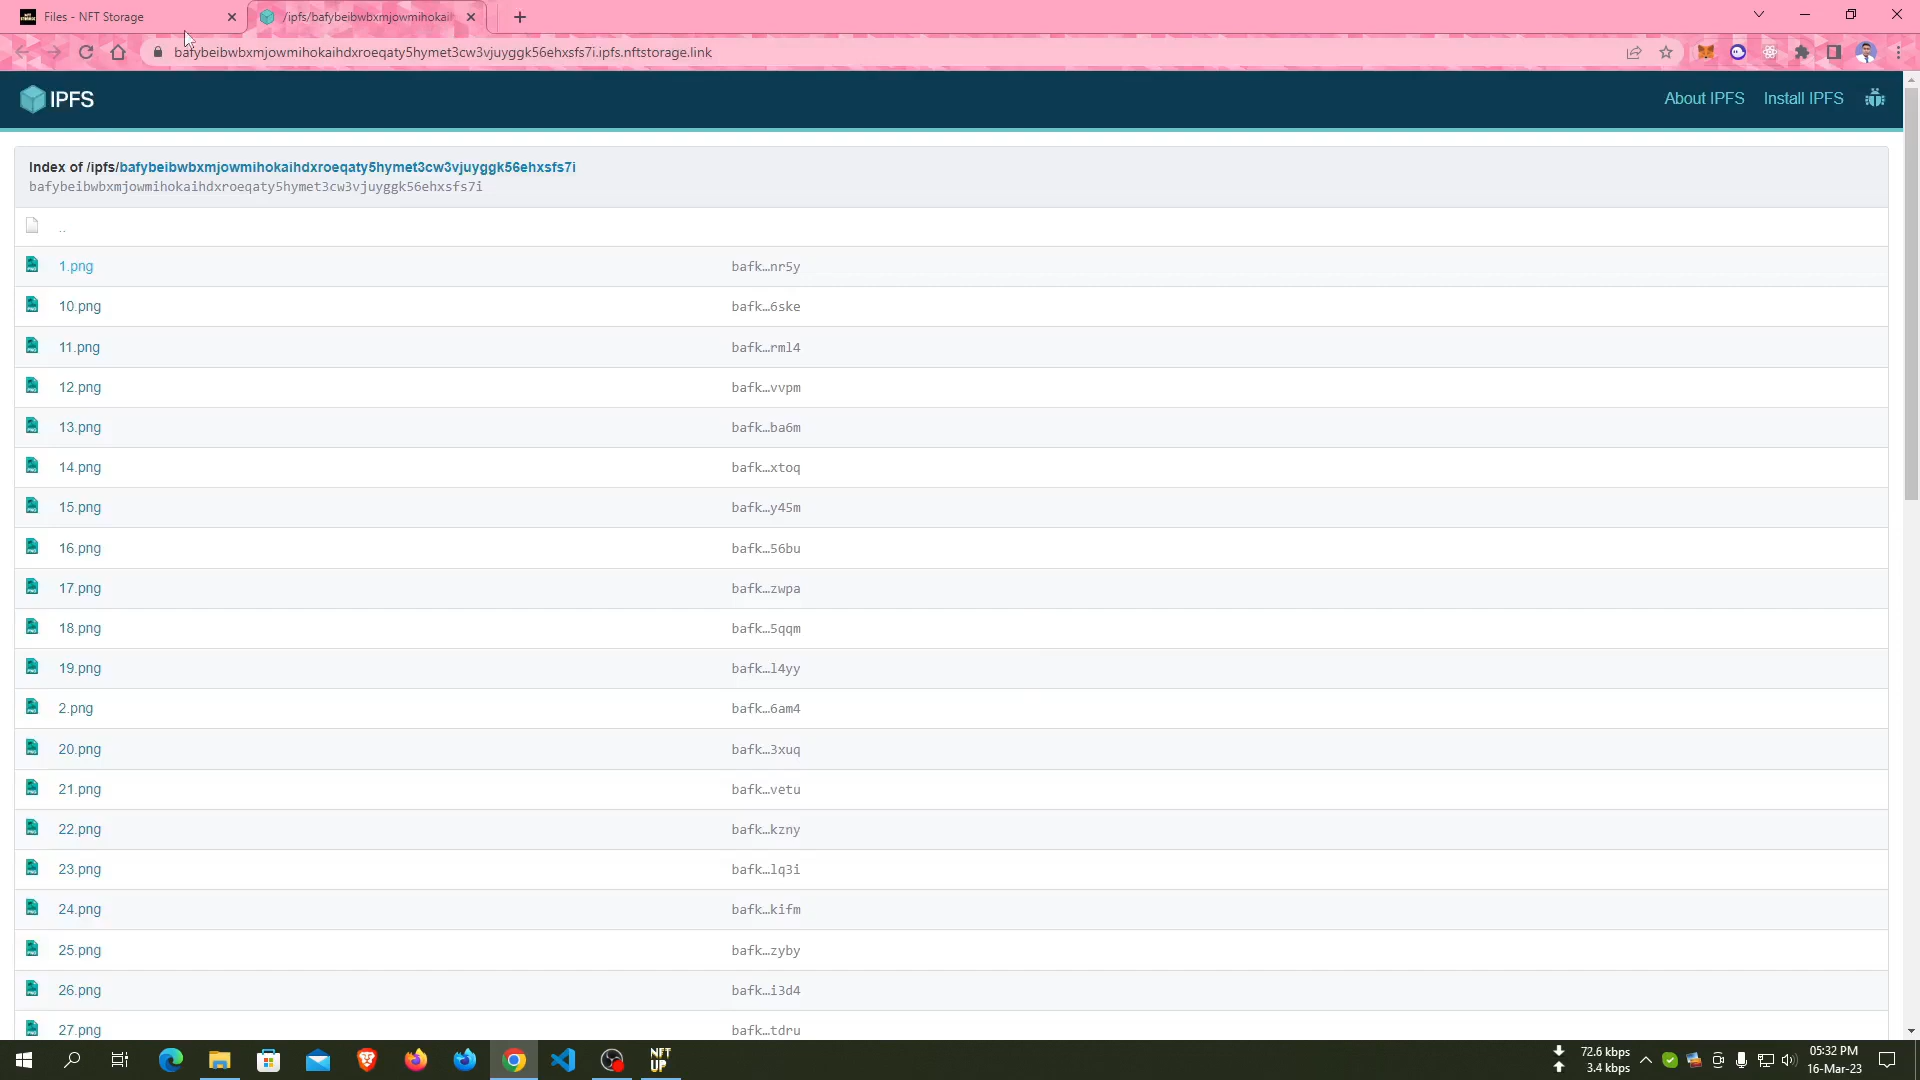 Files - NFT Storage
/ipfs/bafybeibwbxmjowmihokail
bafybeibwbxmjowmihokaihdxroeqaty5hymet3cw3vjuyggk56ehxsfs7i.ipfs.nftstorage.link
IPFS
About IPFS
Install IPFS
Index of /ipfs/bafybeibwbxmjowmihokaihdxroeqaty5hymet3cw3vjuyggk56ehxsfs7i
bafybeibwbxmjowmihokaihdxroeqaty5hymet3cw3vjuyggk56ehxsfs7i
..
1.png bafk…nr5y
10.png bafk…6ske
11.png bafk…rml4
12.png bafk…vvpm
13.png bafk…ba6m
14.png bafk…xtoq
15.png bafk…y45m
16.png bafk…56bu
17.png bafk…zwpa
18.png bafk…5qqm
19.png bafk…l4yy
2.png bafk…6am4
20.png bafk…3xuq
21.png bafk…vetu
22.png bafk…kzny
23.png bafk…lq3i
24.png bafk…kifm
25.png bafk…zyby
26.png bafk…i3d4
27.png bafk…tdru
NFT
UP
72.6 kbps
3.4 kbps
05:32 PM
16-Mar-23